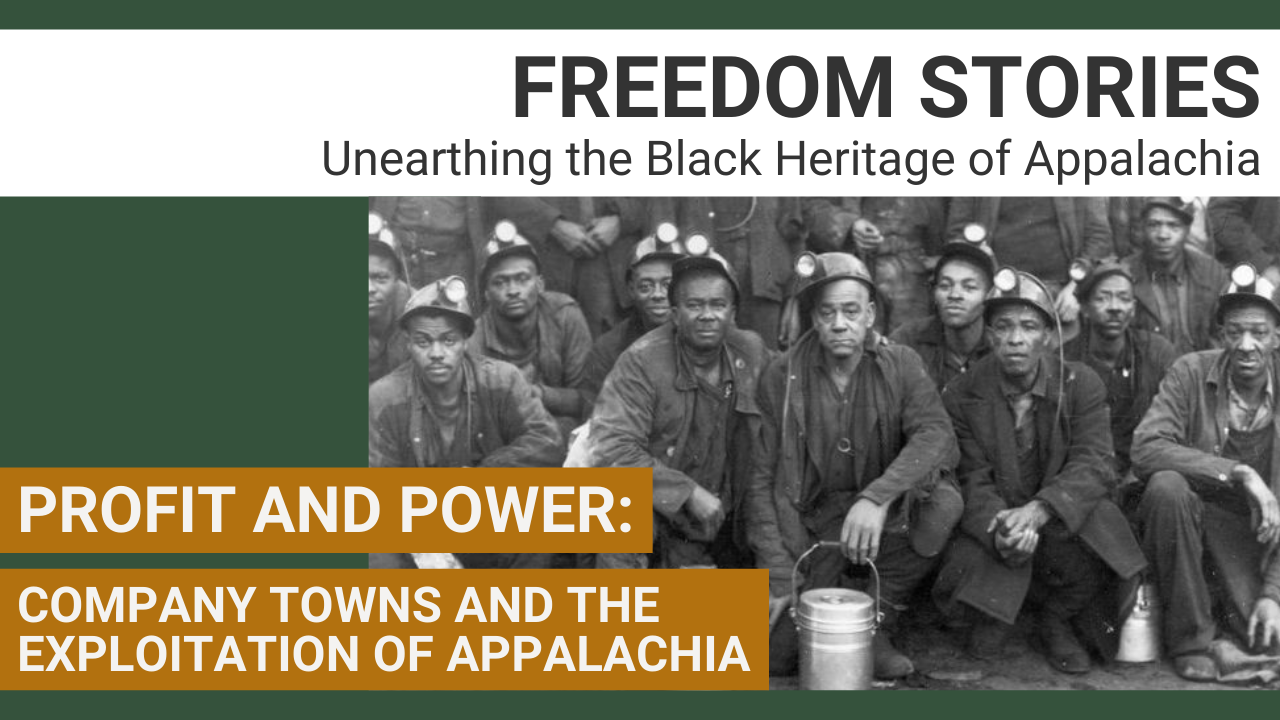 FREEDOM STORIES
Unearthing the Black Heritage of Appalachia
PROFIT AND POWER:
COMPANY TOWNS AND THE
EXPLOITATION OF APPALACHIA